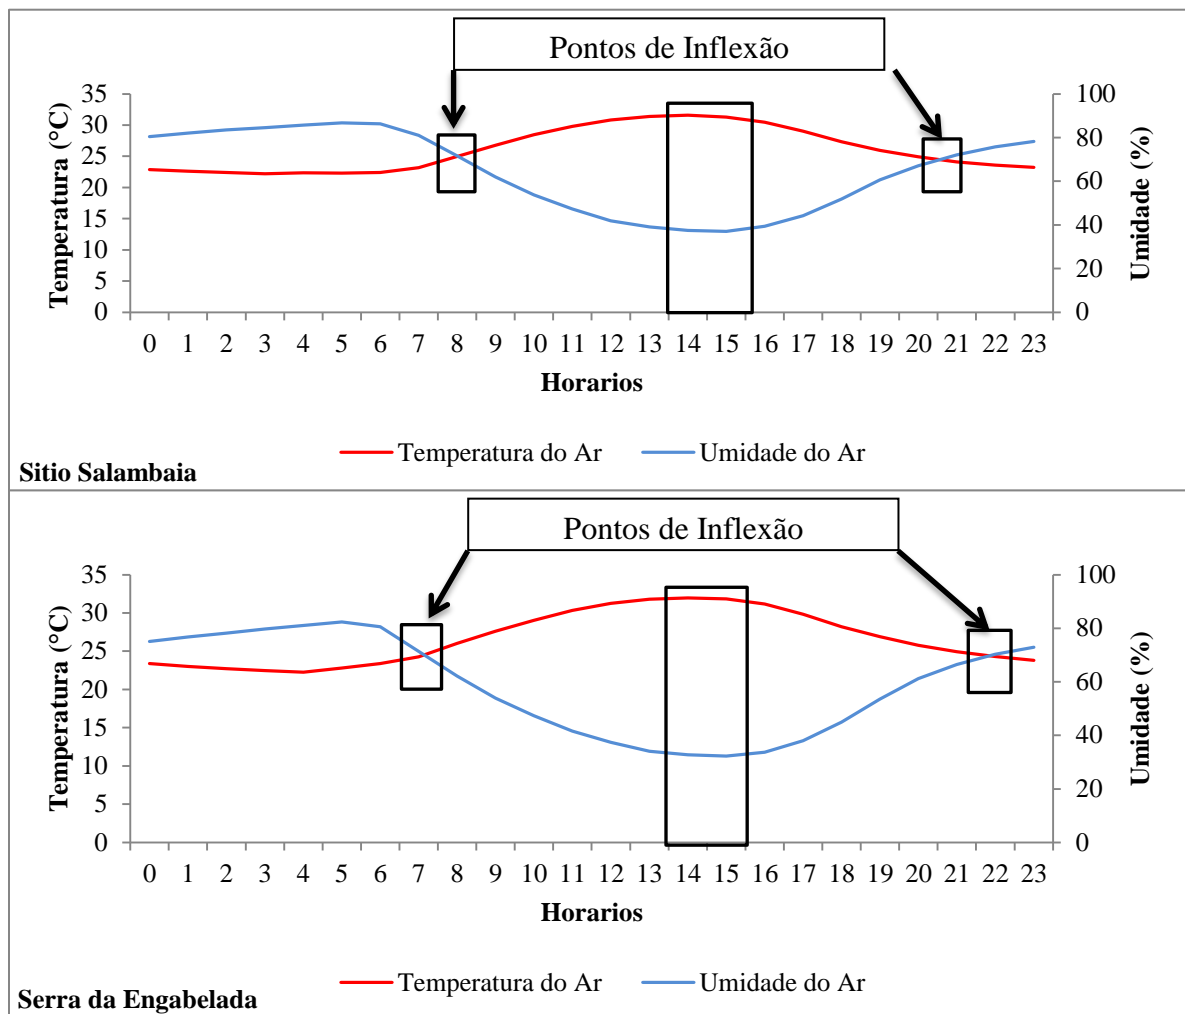 Pontos de Inflexão
35
30
25
20
15
10
5
0
Temperatura (°C)
100
80
60
40
20
0
Umidade (%)
0 1 2 3 4 5 6 7 8 9 10 11 12 13 14 15 16 17 18 19 20 21 22 23
Horarios
Temperatura do Ar Umidade do Ar
Sitio Salambaia
Pontos de Inflexão
35
30
25
20
15
10
5
0
Temperatura (°C)
100
80
60
40
20
0
Umidade (%)
0 1 2 3 4 5 6 7 8 9 10 11 12 13 14 15 16 17 18 19 20 21 22 23
Horarios
Temperatura do Ar Umidade do Ar
Serra da Engabelada